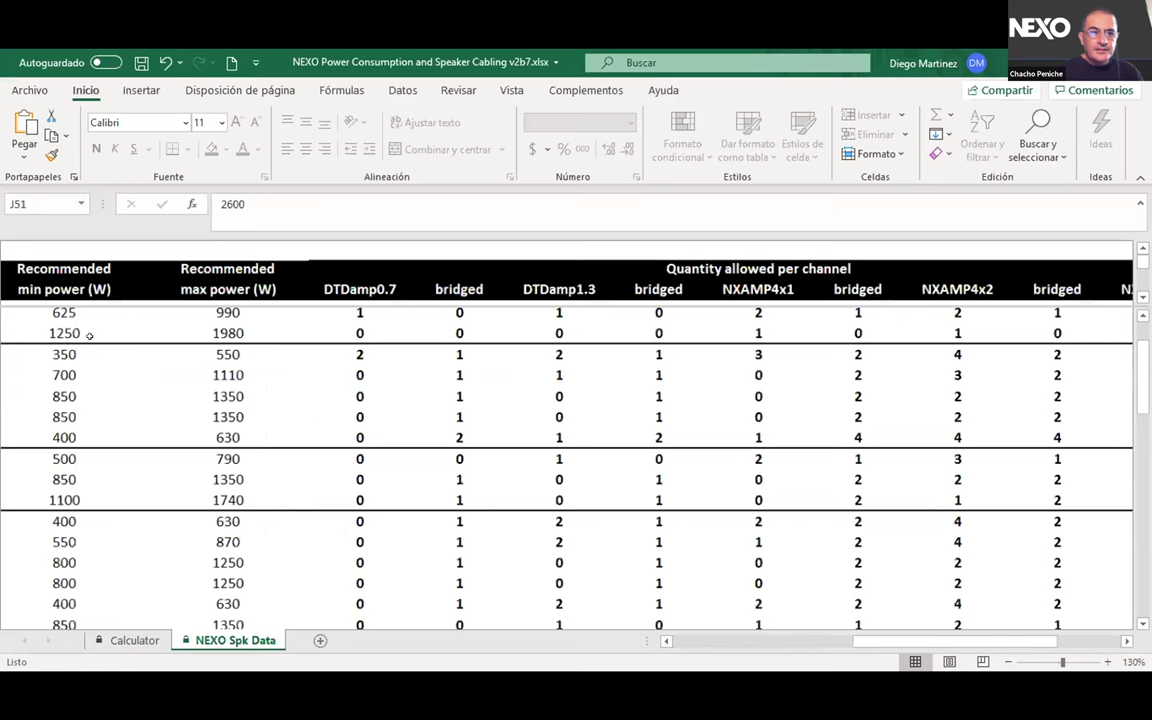 NEXO
Chacho Peniche
Autoguardado
NEXO Power Consumption and Speaker Cabling v2b7.xlsx
Buscar
Diego Martinez
DM
Archivo Inicio Insertar Disposición de página Fórmulas Datos Revisar Vista Complementos Ayuda
Compartir Comentarios
Pegar
Calibri 11
N K S
Ajustar texto
Combinar y centrar
$ % 000
Formato condicional
Dar formato como tabla
Estilos de celda
Insertar
Eliminar
Formato
Ordenar y filtrar
Buscar y seleccionar
Ideas
Portapapeles Fuente Alineación Número Estilos Celdas Edición Ideas
J51 fx 2600
Recommended Recommended Quantity allowed per channel
min power (W) max power (W) DTDamp0.7 bridged DTDamp1.3 bridged NXAMP4x1 bridged NXAMP4x2 bridged
625 990 1 0 1 0 2 1 2 1
1250 1980 0 0 0 0 1 0 1 0
350 550 2 1 2 1 3 2 4 2
700 1110 0 1 1 1 0 2 3 2
850 1350 0 1 0 1 0 2 2 2
850 1350 0 1 0 1 0 2 2 2
400 630 0 2 1 2 1 4 4 4
500 790 0 0 1 0 2 1 3 1
850 1350 0 1 0 1 0 2 2 2
1100 1740 0 1 0 1 0 2 1 2
400 630 0 1 2 1 2 2 4 2
550 870 0 1 2 1 1 2 4 2
800 1250 0 1 0 1 0 2 2 2
800 1250 0 1 0 1 0 2 2 2
400 630 0 1 2 1 2 2 4 2
850 1350 0 0 1 0 1 1 2 1
Calculator NEXO Spk Data
Listo
130%